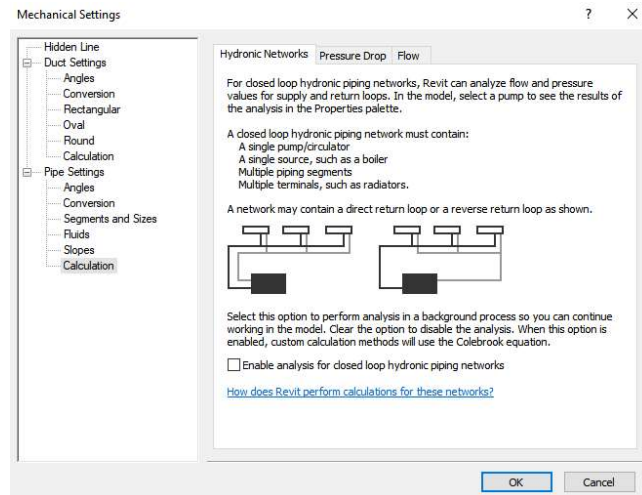 Mechanical Settings
? ×
Hidden Line
Duct Settings
Angles
Conversion
Rectangular
Oval
Round
Calculation
Pipe Settings
Angles
Conversion
Segments and Sizes
Fluids
Slopes
Calculation
Hydronic Networks Pressure Drop Flow
For closed loop hydronic piping networks, Revit can analyze flow and pressure
values for supply and return loops. In the model, select a pump to see the results of
the analysis in the Properties palette.
A closed loop hydronic piping network must contain:
A single pump/circulator
A single source, such as a boiler
Multiple piping segments
Multiple terminals, such as radiators.
A network may contain a direct return loop or a reverse return loop as shown.
Select this option to perform analysis in a background process so you can continue
working in the model. Clear the option to disable the analysis. When this option is
enabled, custom calculation methods will use the Colebrook equation.
Enable analysis for closed loop hydronic piping networks
How does Revit perform calculations for these networks?
OK Cancel